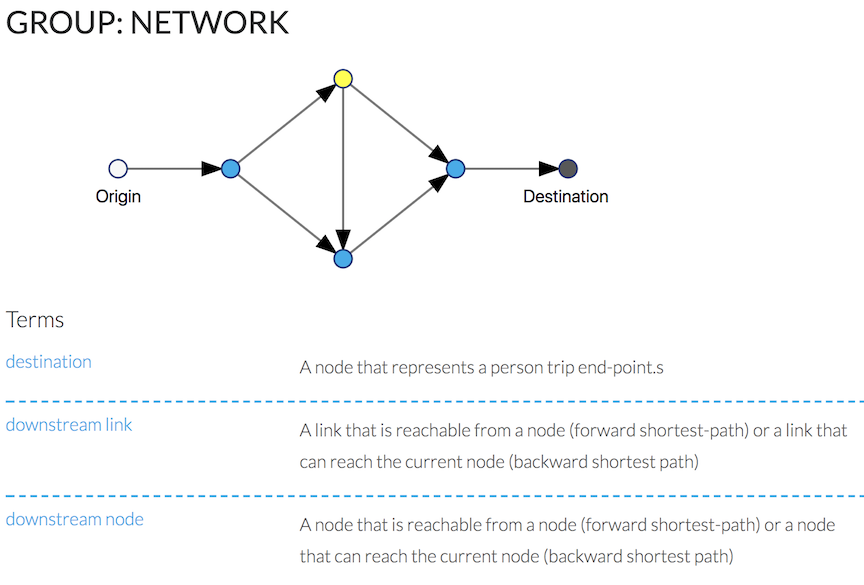 GROUP: NETWORK
Origin
Destination
Terms
destination
A node that represents a person trip end-point.s
downstream link
A link that is reachable from a node (forward shortest-path) or a link that
can reach the current node (backward shortest path)
downstream node
A node that is reachable from a node (forward shortest-path) or a node
that can reach the current node (backward shortest path)